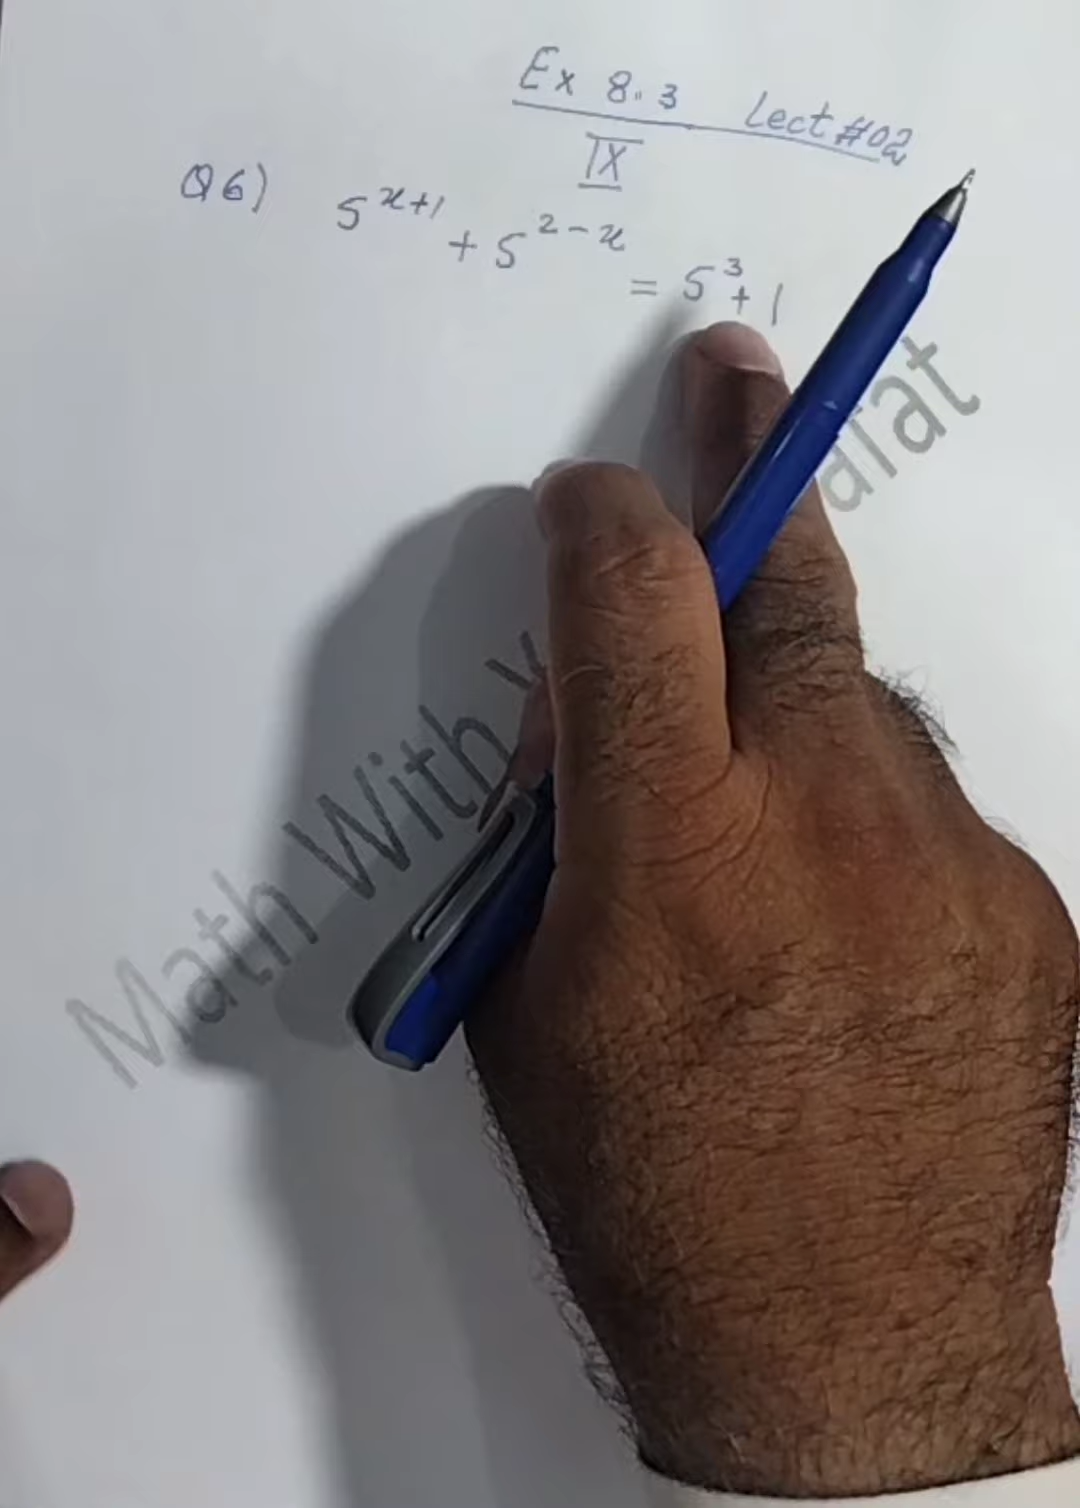 Ex 8.3 Lect #02
IX
Q6) 5^{x+1} + 5^{2-x} = 5^3 + 1
Math With